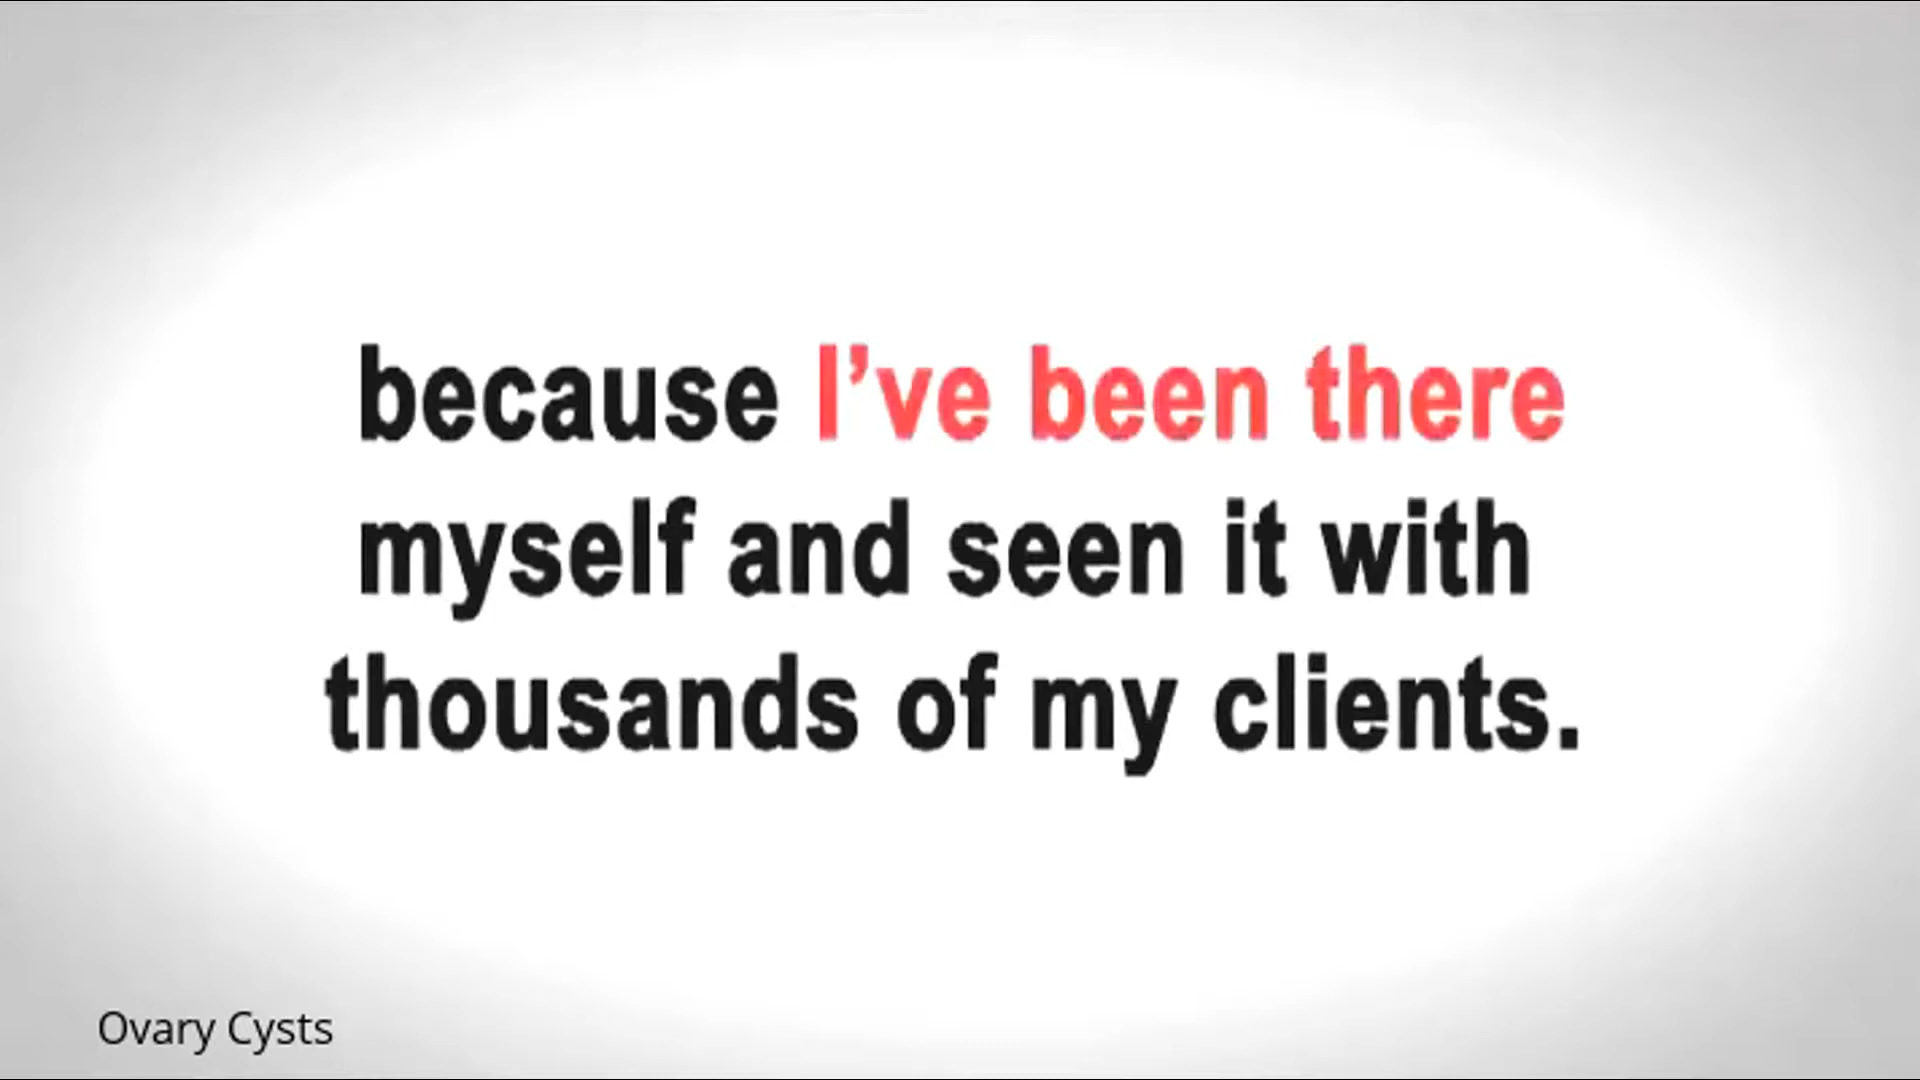 because I’ve been there
myself and seen it with
thousands of my clients.
Ovary Cysts